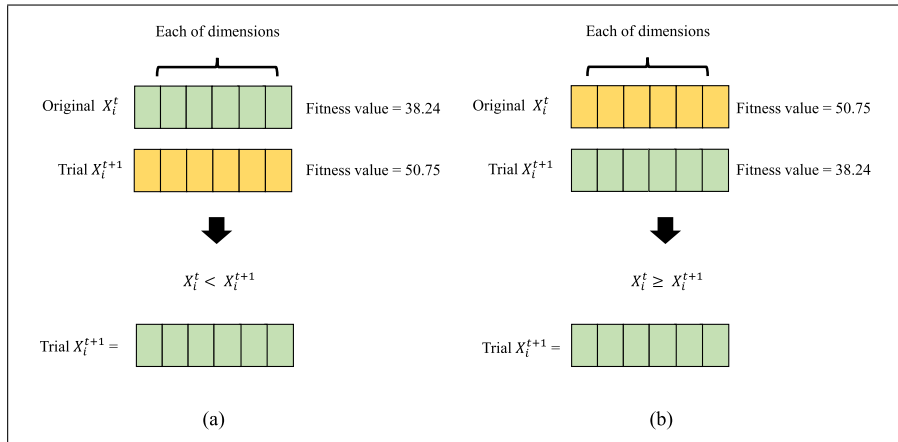 Each of dimensions
Original X_i^t
Fitness value = 38.24
Trial X_i^{t+1}
Fitness value = 50.75
X_i^t < X_i^{t+1}
Trial X_i^{t+1} =
(a)
Each of dimensions
Original X_i^t
Fitness value = 50.75
Trial X_i^{t+1}
Fitness value = 38.24
X_i^t ≥ X_i^{t+1}
Trial X_i^{t+1} =
(b)